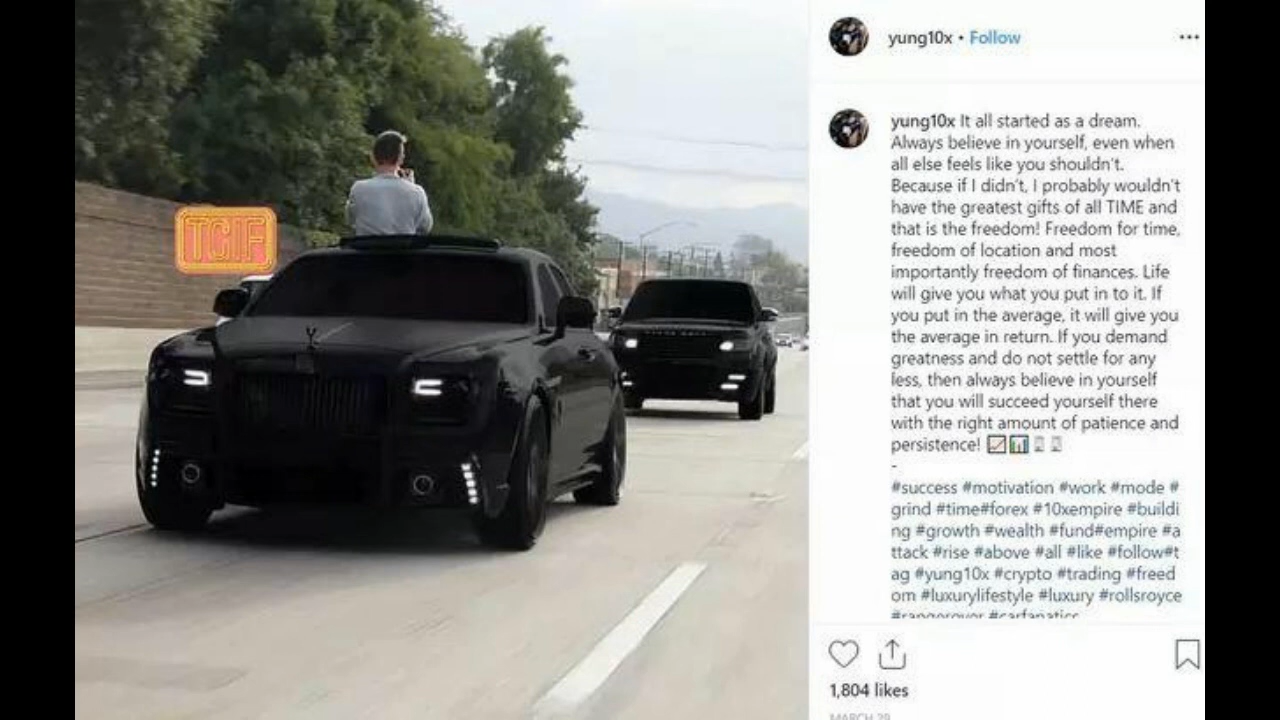 yung10x • Follow
yung10x It all started as a dream.
Always believe in yourself, even when
all else feels like you shouldn't.
Because if I didn't, I probably wouldn't
have the greatest gifts of all TIME and
that is the freedom! Freedom for time,
freedom of location and most
importantly freedom of finances. Life
will give you what you put in to it. If
you put in the average, it will give you
the average in return. If you demand
greatness and do not settle for any
less, then always believe in yourself
that you will succeed yourself there
with the right amount of patience and
persistence!
-
#success #motivation #work #mode #
grind #time#forex #10xempire #buildi
ng #growth #wealth #fund#empire #a
ttack #rise #above #all #like #follow#t
ag #yung10x #crypto #trading #freed
om #luxurylifestyle #luxury #rollsroyce
#rangerover #carfanatics
1,804 likes
MARCH 29
TGIF